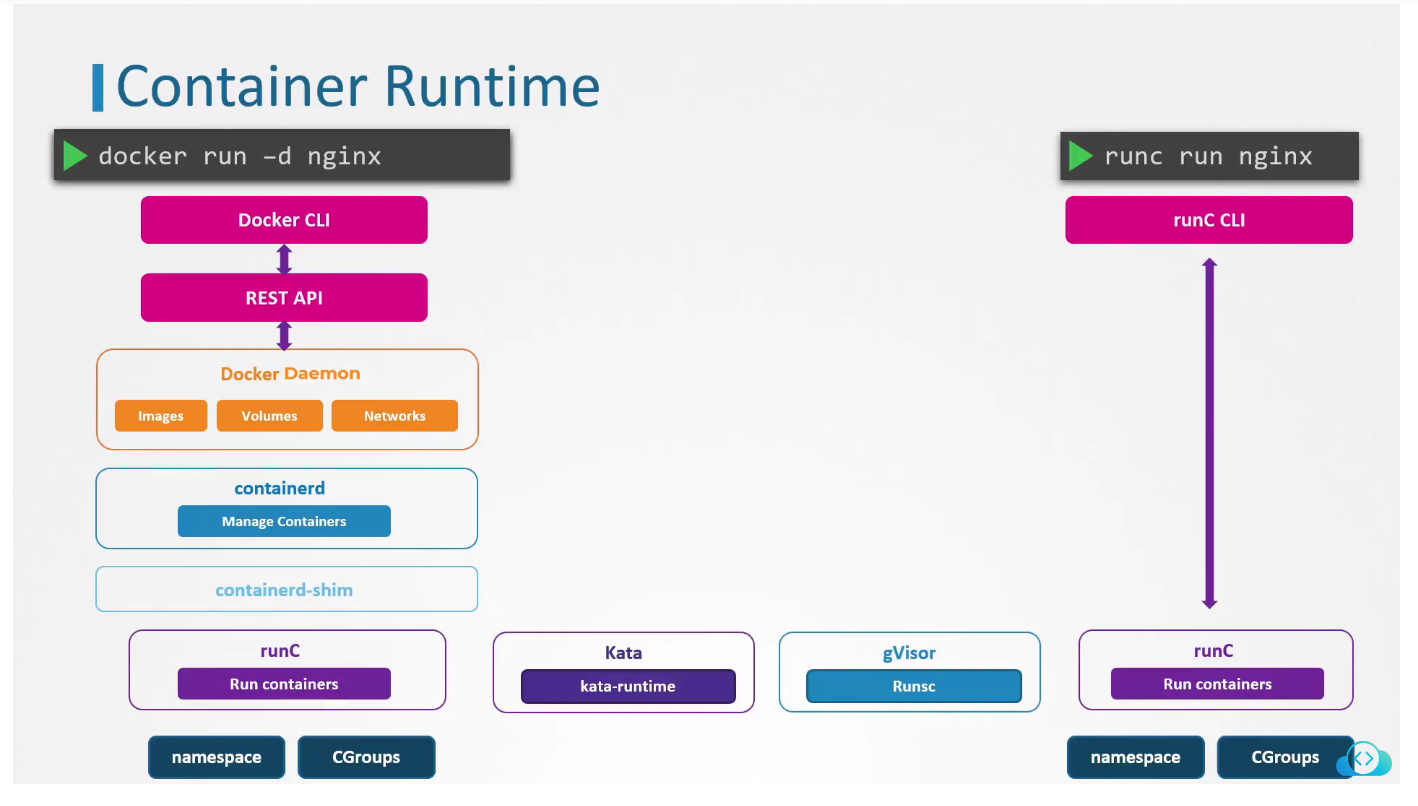 Container Runtime
docker run –d nginx
runc run nginx
Docker CLI
runC CLI
REST API
Docker Daemon
Images
Volumes
Networks
containerd
Manage Containers
containerd-shim
runC
Run containers
Kata
kata-runtime
gVisor
Runsc
runC
Run containers
namespace
CGroups
namespace
CGroups